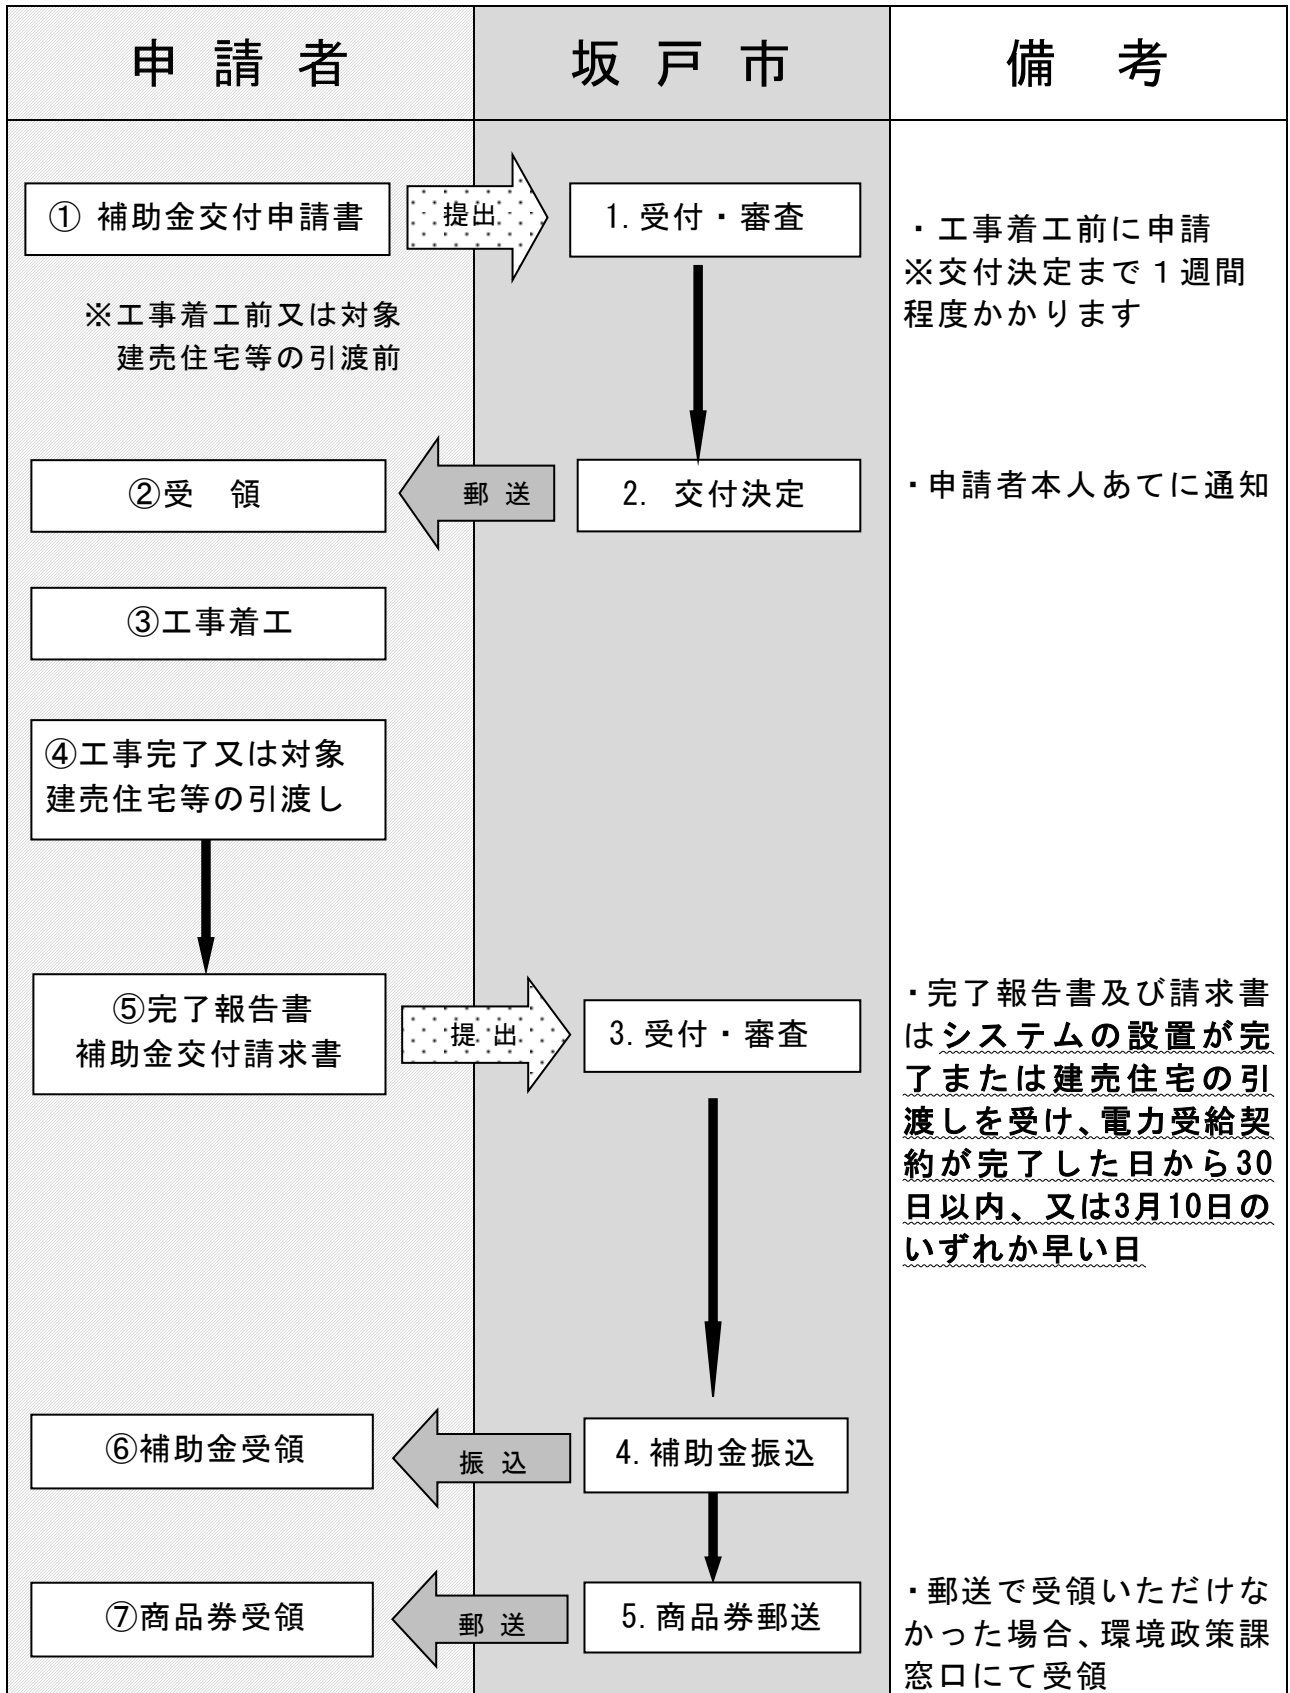 申請者
坂戸市
備考
① 補助金交付申請書
提出
1.受付・審査
・工事着工前に申請
※交付決定まで１週間
程度かかります
※工事着工前又は対象
建売住宅等の引渡前
②受　領
郵 送
2. 交付決定
・申請者本人あてに通知
③工事着工
④工事完了又は対象
建売住宅等の引渡し
⑤完了報告書
補助金交付請求書
提 出
3.受付・審査
・完了報告書及び請求書
はシステムの設置が完
了または建売住宅の引
渡しを受け、電力受給契
約が完了した日から30
日以内、又は3月10日の
いずれか早い日
⑥補助金受領
振 込
4.補助金振込
⑦商品券受領
郵 送
5.商品券郵送
・郵送で受領いただけな
かった場合、環境政策課
窓口にて受領